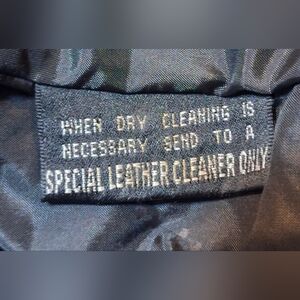 WHEN DRY CLEANING IS
NECESSARY SEND TO A
SPECIAL LEATHER CLEANER ONLY